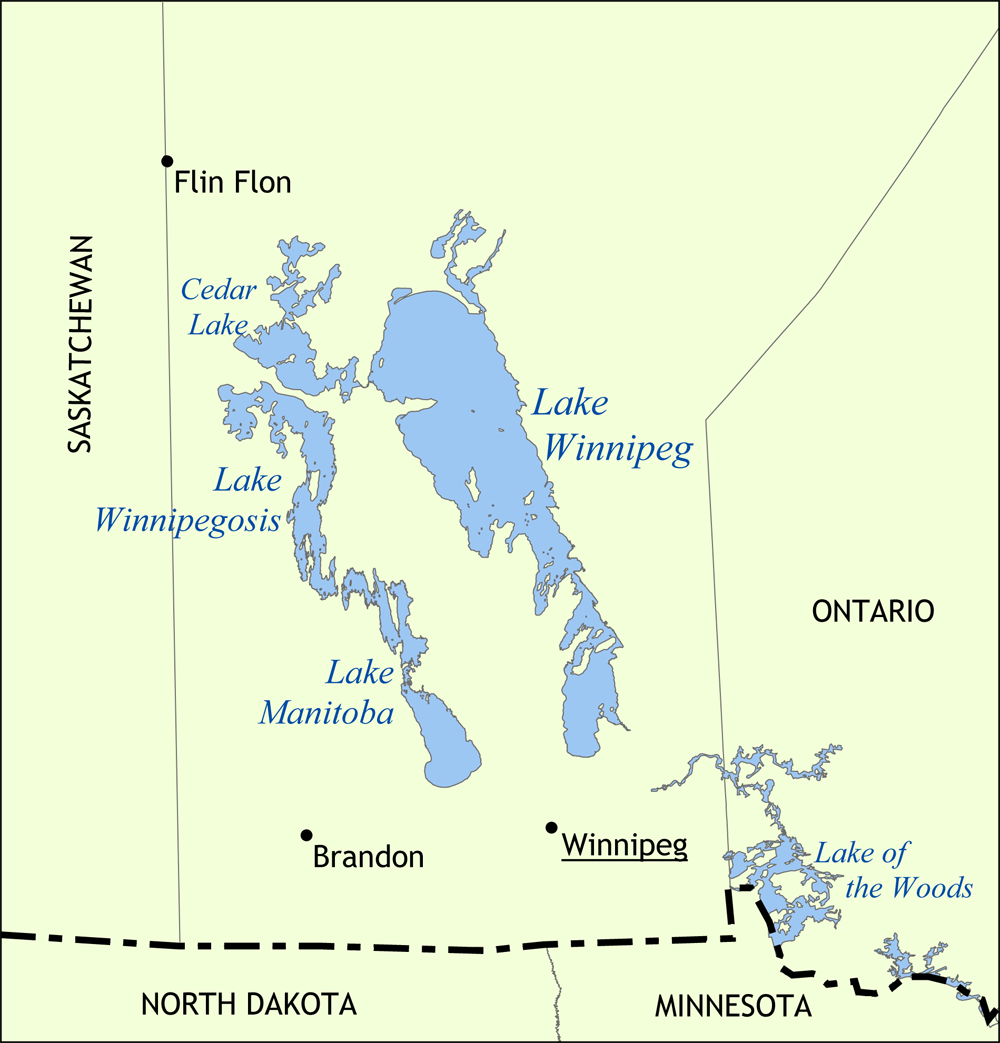 Flin Flon
SASKATCHEWAN
Cedar
Lake
Lake
Winnipeg
Lake
Winnipegosis
ONTARIO
Lake
Manitoba
Brandon
Winnipeg
Lake of
the Woods
NORTH DAKOTA
MINNESOTA